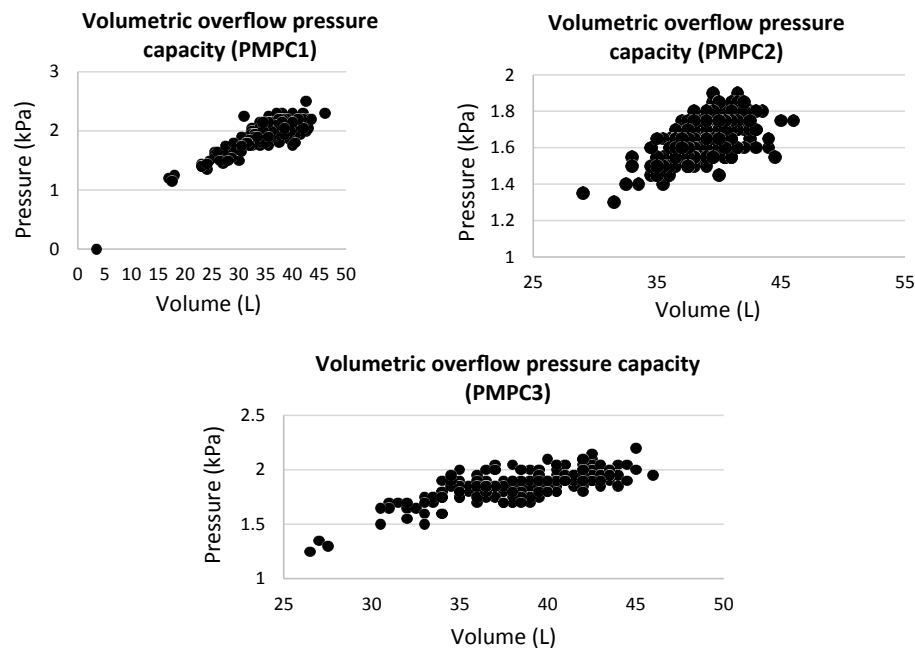 Volumetric overflow pressure
capacity (PMPC1)
3
2
1
0
Pressure (kPa)
0 5 10 15 20 25 30 35 40 45 50
Volume (L)
Volumetric overflow pressure
capacity (PMPC2)
2
1.8
1.6
1.4
1.2
1
Pressure (kPa)
25 35 45 55
Volume (L)
Volumetric overflow pressure capacity
(PMPC3)
2.5
2
1.5
1
Pressure (kPa)
25 30 35 40 45 50
Volume (L)